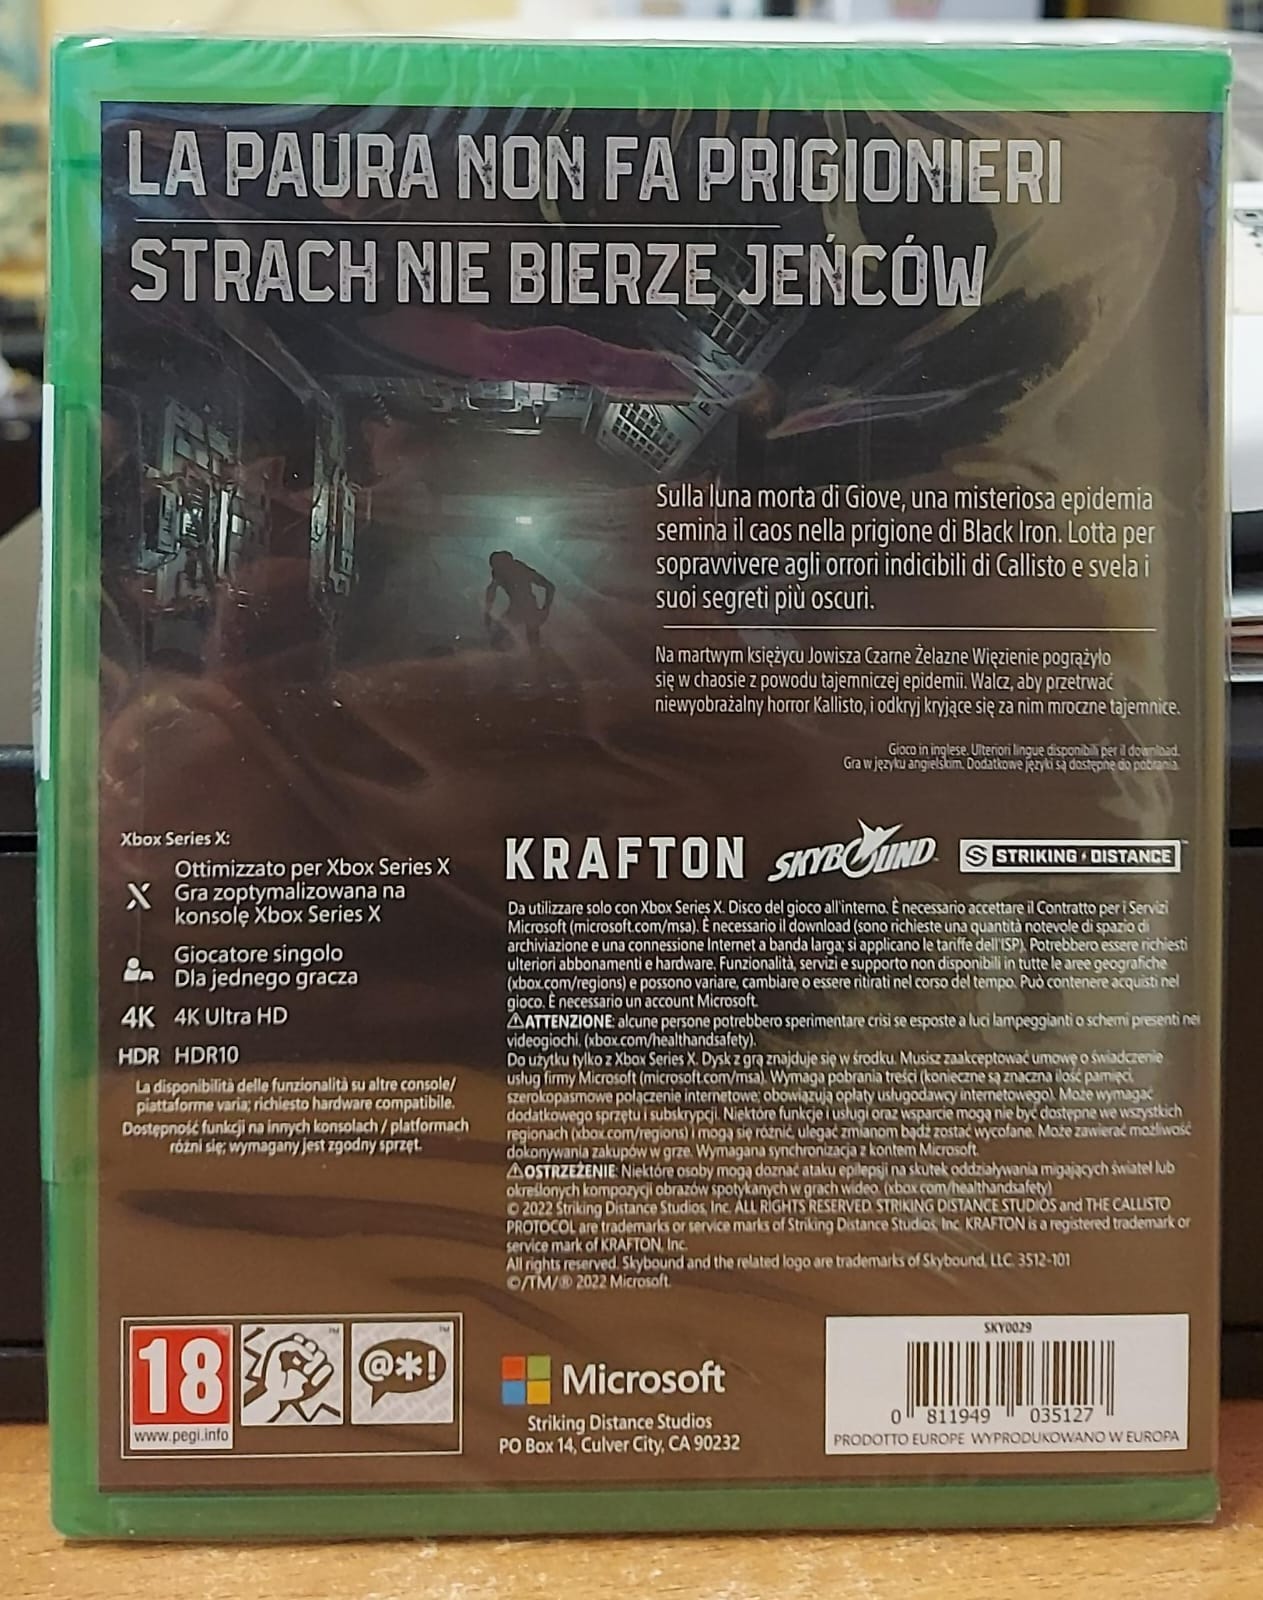 LA PAURA NON FA PRIGIONIERI
STRACH NIE BIERZE JEŃCÓW
Sulla luna morta di Giove, una misteriosa epidemia
semina il caos nella prigione di Black Iron. Lotta per
sopravvivere agli orrori indicibili di Callisto e svela i
suoi segreti più oscuri.
Na martwym księżycu Jowisza Czarne Żelazne Więzienie pogrążyło
się w chaosie z powodu tajemniczej epidemii. Walcz, aby przetrwać
niewyobrażalny horror Kallisto, i odkryj kryjące się za nim mroczne tajemnice.
Gioco in inglese. Ulteriori lingue disponibili per il download.
Gra w języku angielskim. Dodatkowe języki są dostępne do pobrania.
Xbox Series X:
X Ottimizzato per Xbox Series X
Gra zoptymalizowana na
konsolę Xbox Series X
Giocatore singolo
Dla jednego gracza
4K 4K Ultra HD
HDR HDR10
La disponibilità delle funzionalità su altre console/
piattaforme varia; richiesto hardware compatibile.
Dostępność funkcji na innych konsolach / platformach
różni się; wymagany jest zgodny sprzęt.
KRAFTON SKYBOUND STRIKING DISTANCE
Da utilizzare solo con Xbox Series X. Disco del gioco all'interno. È necessario accettare il Contratto per i Servizi
Microsoft (microsoft.com/msa). È necessario il download (sono richieste una quantità notevole di spazio di
archiviazione e una connessione Internet a banda larga; si applicano le tariffe dell'ISP). Potrebbero essere richiesti
ulteriori abbonamenti e hardware. Funzionalità, servizi e supporto non disponibili in tutte le aree geografiche
(xbox.com/regions) e possono variare, cambiare o essere ritirati nel corso del tempo. Può contenere acquisti nel
gioco. È necessario un account Microsoft.
⚠ATTENZIONE: alcune persone potrebbero sperimentare crisi se esposte a luci lampeggianti o schemi presenti nei
videogiochi. (xbox.com/healthandsafety).
Do użytku tylko z Xbox Series X. Dysk z grą znajduje się w środku. Musisz zaakceptować umowę o świadczenie
usług firmy Microsoft (microsoft.com/msa). Wymaga pobrania treści (konieczne są znaczna ilość pamięci,
szerokopasmowe połączenie internetowe; obowiązują opłaty usługodawcy internetowego). Może wymagać
dodatkowego sprzętu i subskrypcji. Niektóre funkcje i usługi oraz wsparcie mogą nie być dostępne we wszystkich
regionach (xbox.com/regions) i mogą się różnić, ulegać zmianom bądź zostać wycofane. Może zawierać możliwość
dokonywania zakupów w grze. Wymagana synchronizacja z kontem Microsoft.
⚠OSTRZEŻENIE: Niektóre osoby mogą doznać ataku epilepsji na skutek oddziaływania migających świateł lub
określonych kompozycji obrazów spotykanych w grach wideo. (xbox.com/healthandsafety)
© 2022 Striking Distance Studios, Inc. ALL RIGHTS RESERVED. STRIKING DISTANCE STUDIOS and THE CALLISTO
PROTOCOL are trademarks or service marks of Striking Distance Studios, Inc. KRAFTON is a registered trademark or
service mark of KRAFTON, Inc.
All rights reserved. Skybound and the related logo are trademarks of Skybound, LLC. 3512-101
©/TM/® 2022 Microsoft.
18
www.pegi.info
@*!
Microsoft
Striking Distance Studios
PO Box 14, Culver City, CA 90232
SKY0029
0 811949 035127
PRODOTTO EUROPE WYPRODUKOWANO W EUROPA